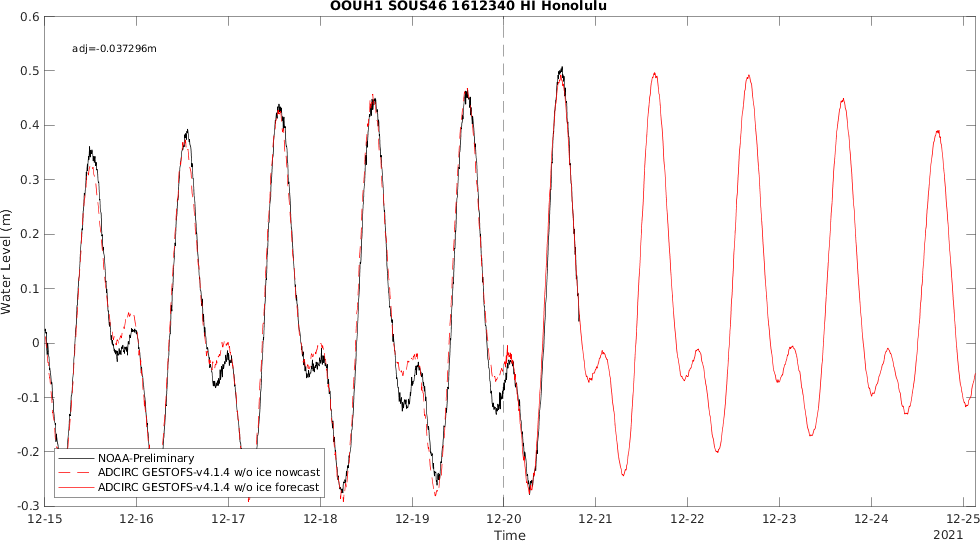 OOUH1 SOUS46 1612340 HI Honolulu
0.6
adj=-0.037296m
0.5
0.4
0.3
0.2
0.1
0
-0.1
-0.2
-0.3
Water Level (m)
NOAA-Preliminary
ADCIRC GESTOFS-v4.1.4 w/o ice nowcast
ADCIRC GESTOFS-v4.1.4 w/o ice forecast
12-15 12-16 12-17 12-18 12-19 12-20 12-21 12-22 12-23 12-24 12-25
Time
2021